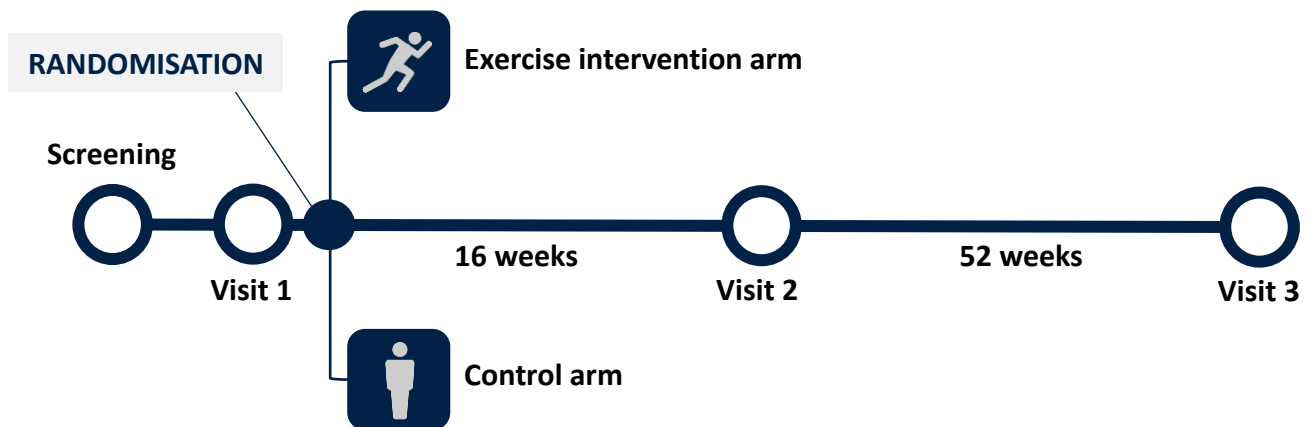 RANDOMISATION
Exercise intervention arm
Screening
16 weeks
52 weeks
Visit 1
Visit 2
Visit 3
Control arm